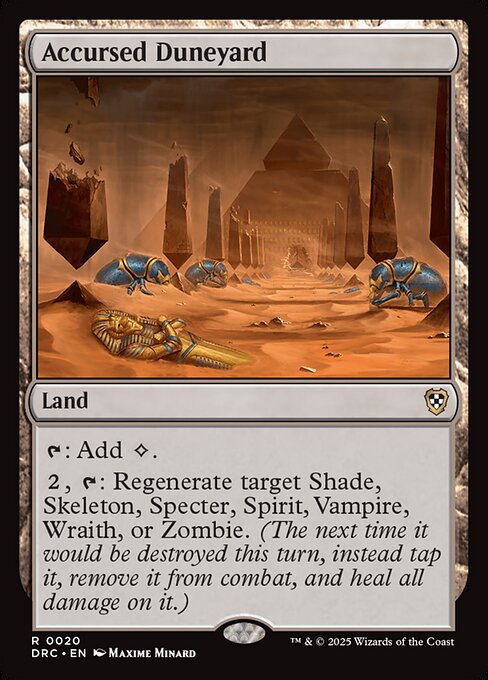 Accursed Duneyard
Land
: Add .
2, : Regenerate target Shade,
Skeleton, Specter, Spirit, Vampire,
Wraith, or Zombie. (The next time it
would be destroyed this turn, instead tap
it, remove it from combat, and heal all
damage on it.)
R 0020
DRC • EN Maxime Minard
™ & © 2025 Wizards of the Coast